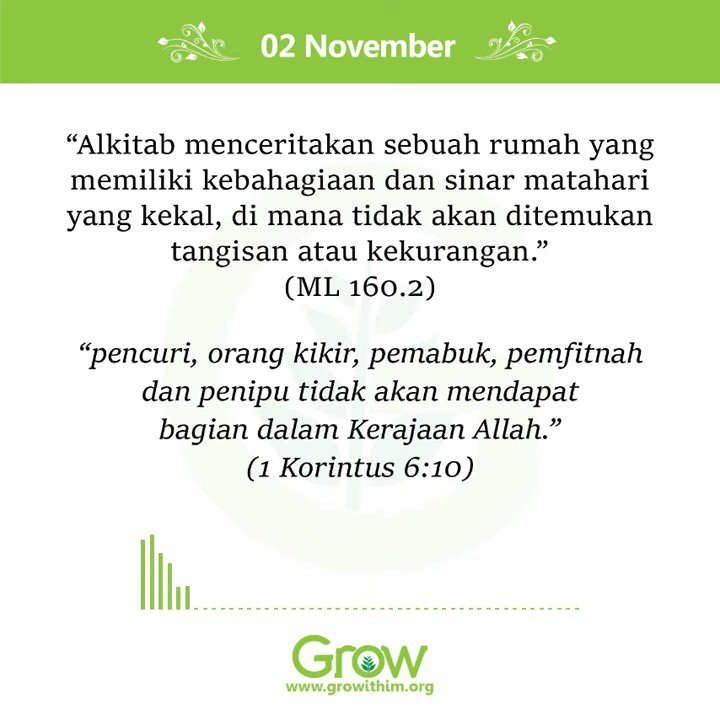 02 November
“Alkitab menceritakan sebuah rumah yang
memiliki kebahagiaan dan sinar matahari
yang kekal, di mana tidak akan ditemukan
tangisan atau kekurangan.”
(ML 160.2)
“pencuri, orang kikir, pemabuk, pemfitnah
dan penipu tidak akan mendapat
bagian dalam Kerajaan Allah.”
(1 Korintus 6:10)
Grow
www.growithim.org